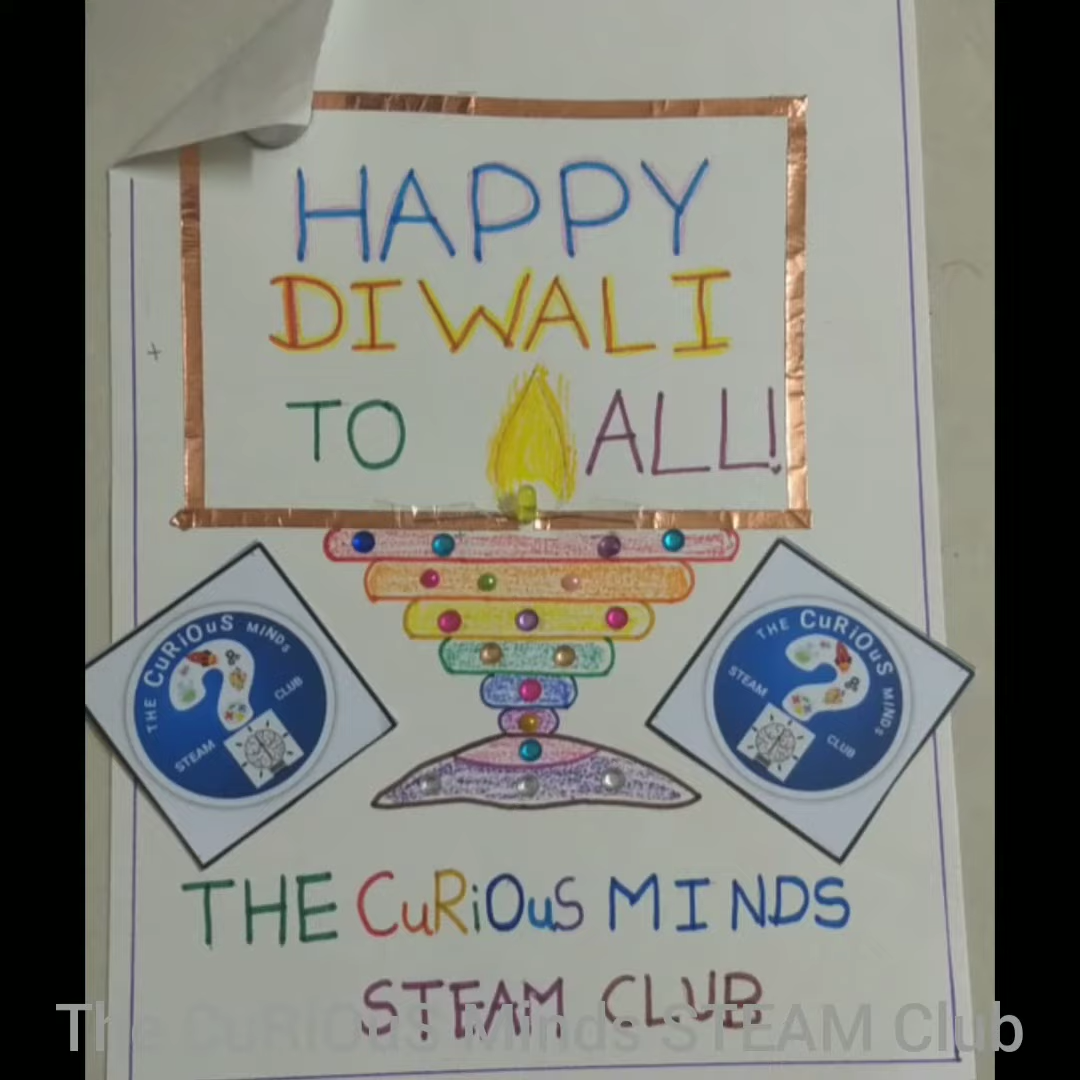 HAPPY
DIWALI
TO ALL!
THE CuRiOuS MINDs
STEAM CLUB
THE CuRiOuS MINDs
STEAM CLUB
THE CuRiOuS MINDS
STEAM CLUB
The CuRiOuS Minds STEAM Club